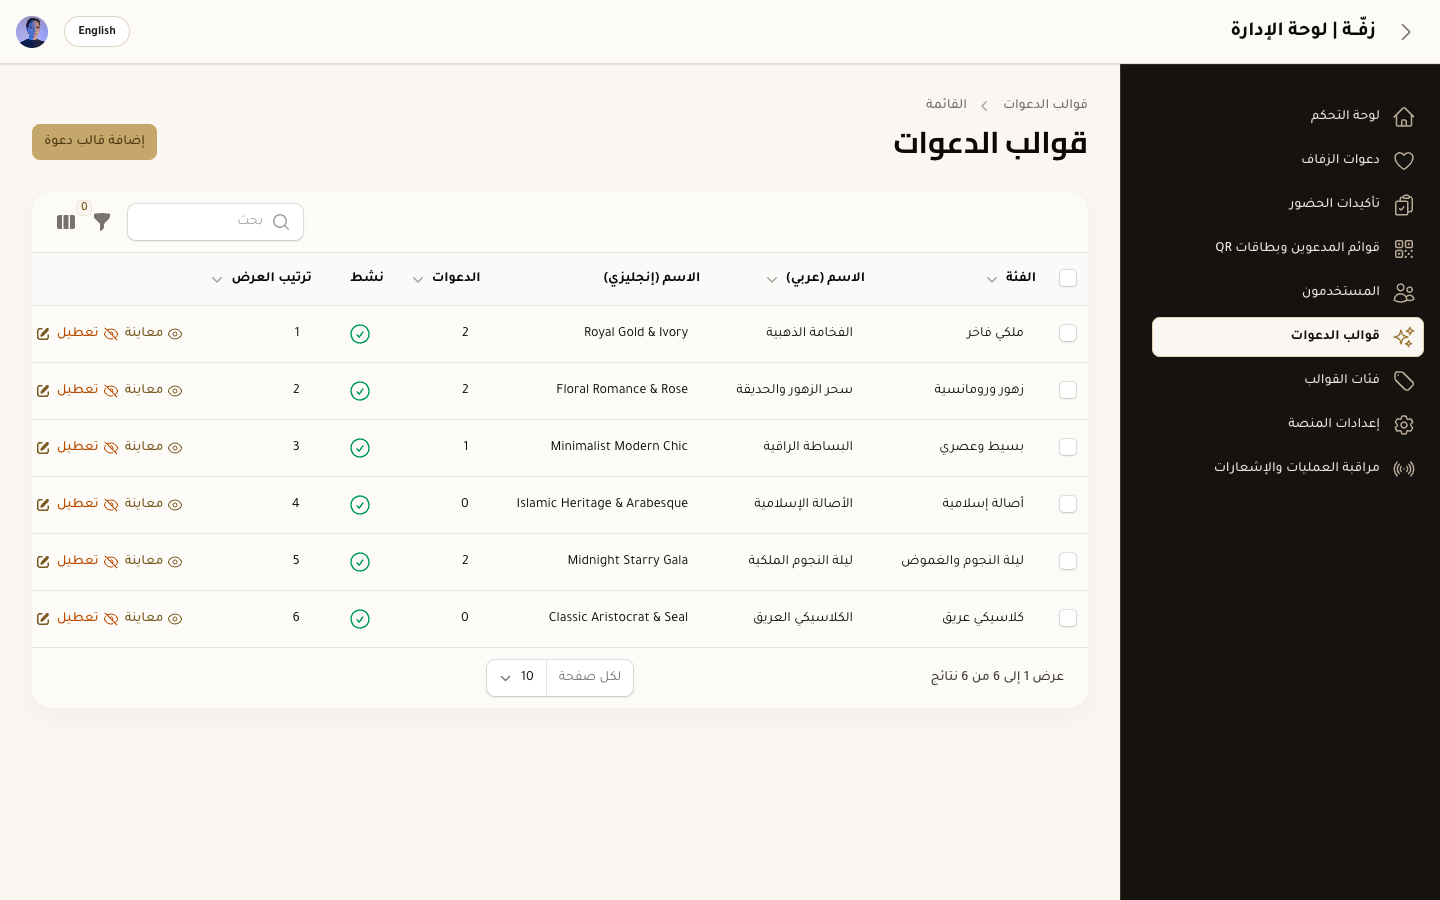 زفّـة | لوحة الإدارة
English
لوحة التحكم
دعوات الزفاف
تأكيدات الحضور
قوائم المدعوين وبطاقات QR
المستخدمون
قوالب الدعوات
فئات القوالب
إعدادات المنصة
مراقبة العمليات والإشعارات
قوالب الدعوات القائمة
قوالب الدعوات
إضافة قالب دعوة
بحث 0
الفئة الاسم (عربي) الاسم (إنجليزي) الدعوات نشط ترتيب العرض
ملكي فاخر الفخامة الذهبية Royal Gold & Ivory 2 1 معاينة تعطيل
زهور ورومانسية سحر الزهور والحديقة Floral Romance & Rose 2 2 معاينة تعطيل
بسيط وعصري البساطة الراقية Minimalist Modern Chic 1 3 معاينة تعطيل
أصالة إسلامية الأصالة الإسلامية Islamic Heritage & Arabesque 0 4 معاينة تعطيل
ليلة النجوم والغموض ليلة النجوم الملكية Midnight Starry Gala 2 5 معاينة تعطيل
كلاسيكي عريق الكلاسيكي العريق Classic Aristocrat & Seal 0 6 معاينة تعطيل
عرض 1 إلى 6 من 6 نتائج
لكل صفحة 10